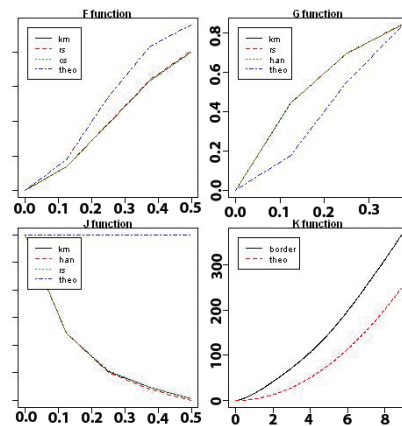 F function
km
rs
cs
theo
0.0 0.1 0.2 0.3 0.4 0.5
G function
km
rs
han
theo
0.0 0.2 0.4 0.6 0.8
0.0 0.1 0.2 0.3
J function
km
han
rs
theo
0.0 0.1 0.2 0.3 0.4 0.5
K function
border
theo
0 100 200 300
0 2 4 6 8